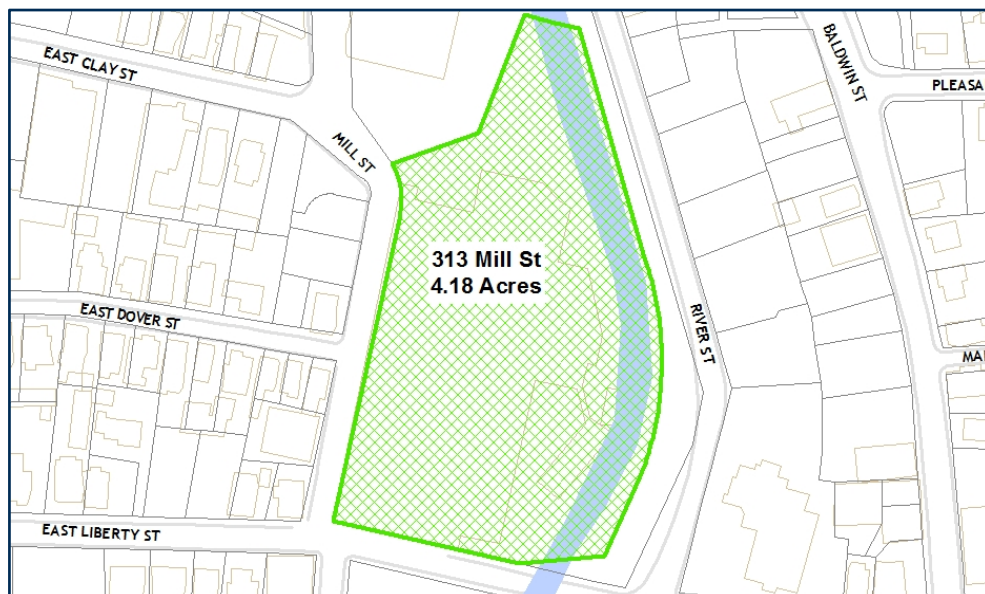 EAST CLAY ST
BALDWIN ST
PLEASA
MILL ST
313 Mill St
4.18 Acres
EAST DOVER ST
RIVER ST
MAI
EAST LIBERTY ST